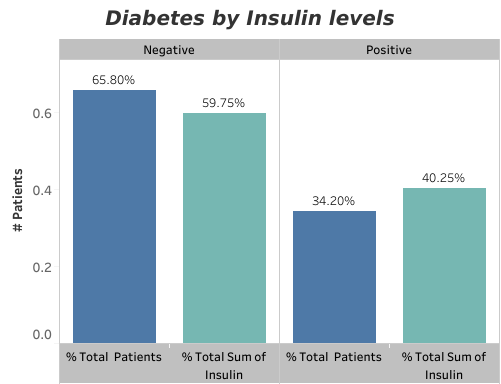 Diabetes by Insulin levels
Negative
Positive
65.80%
59.75%
34.20%
40.25%
# Patients
0.6
0.4
0.2
0.0
% Total Patients
% Total Sum of
Insulin
% Total Patients
% Total Sum of
Insulin